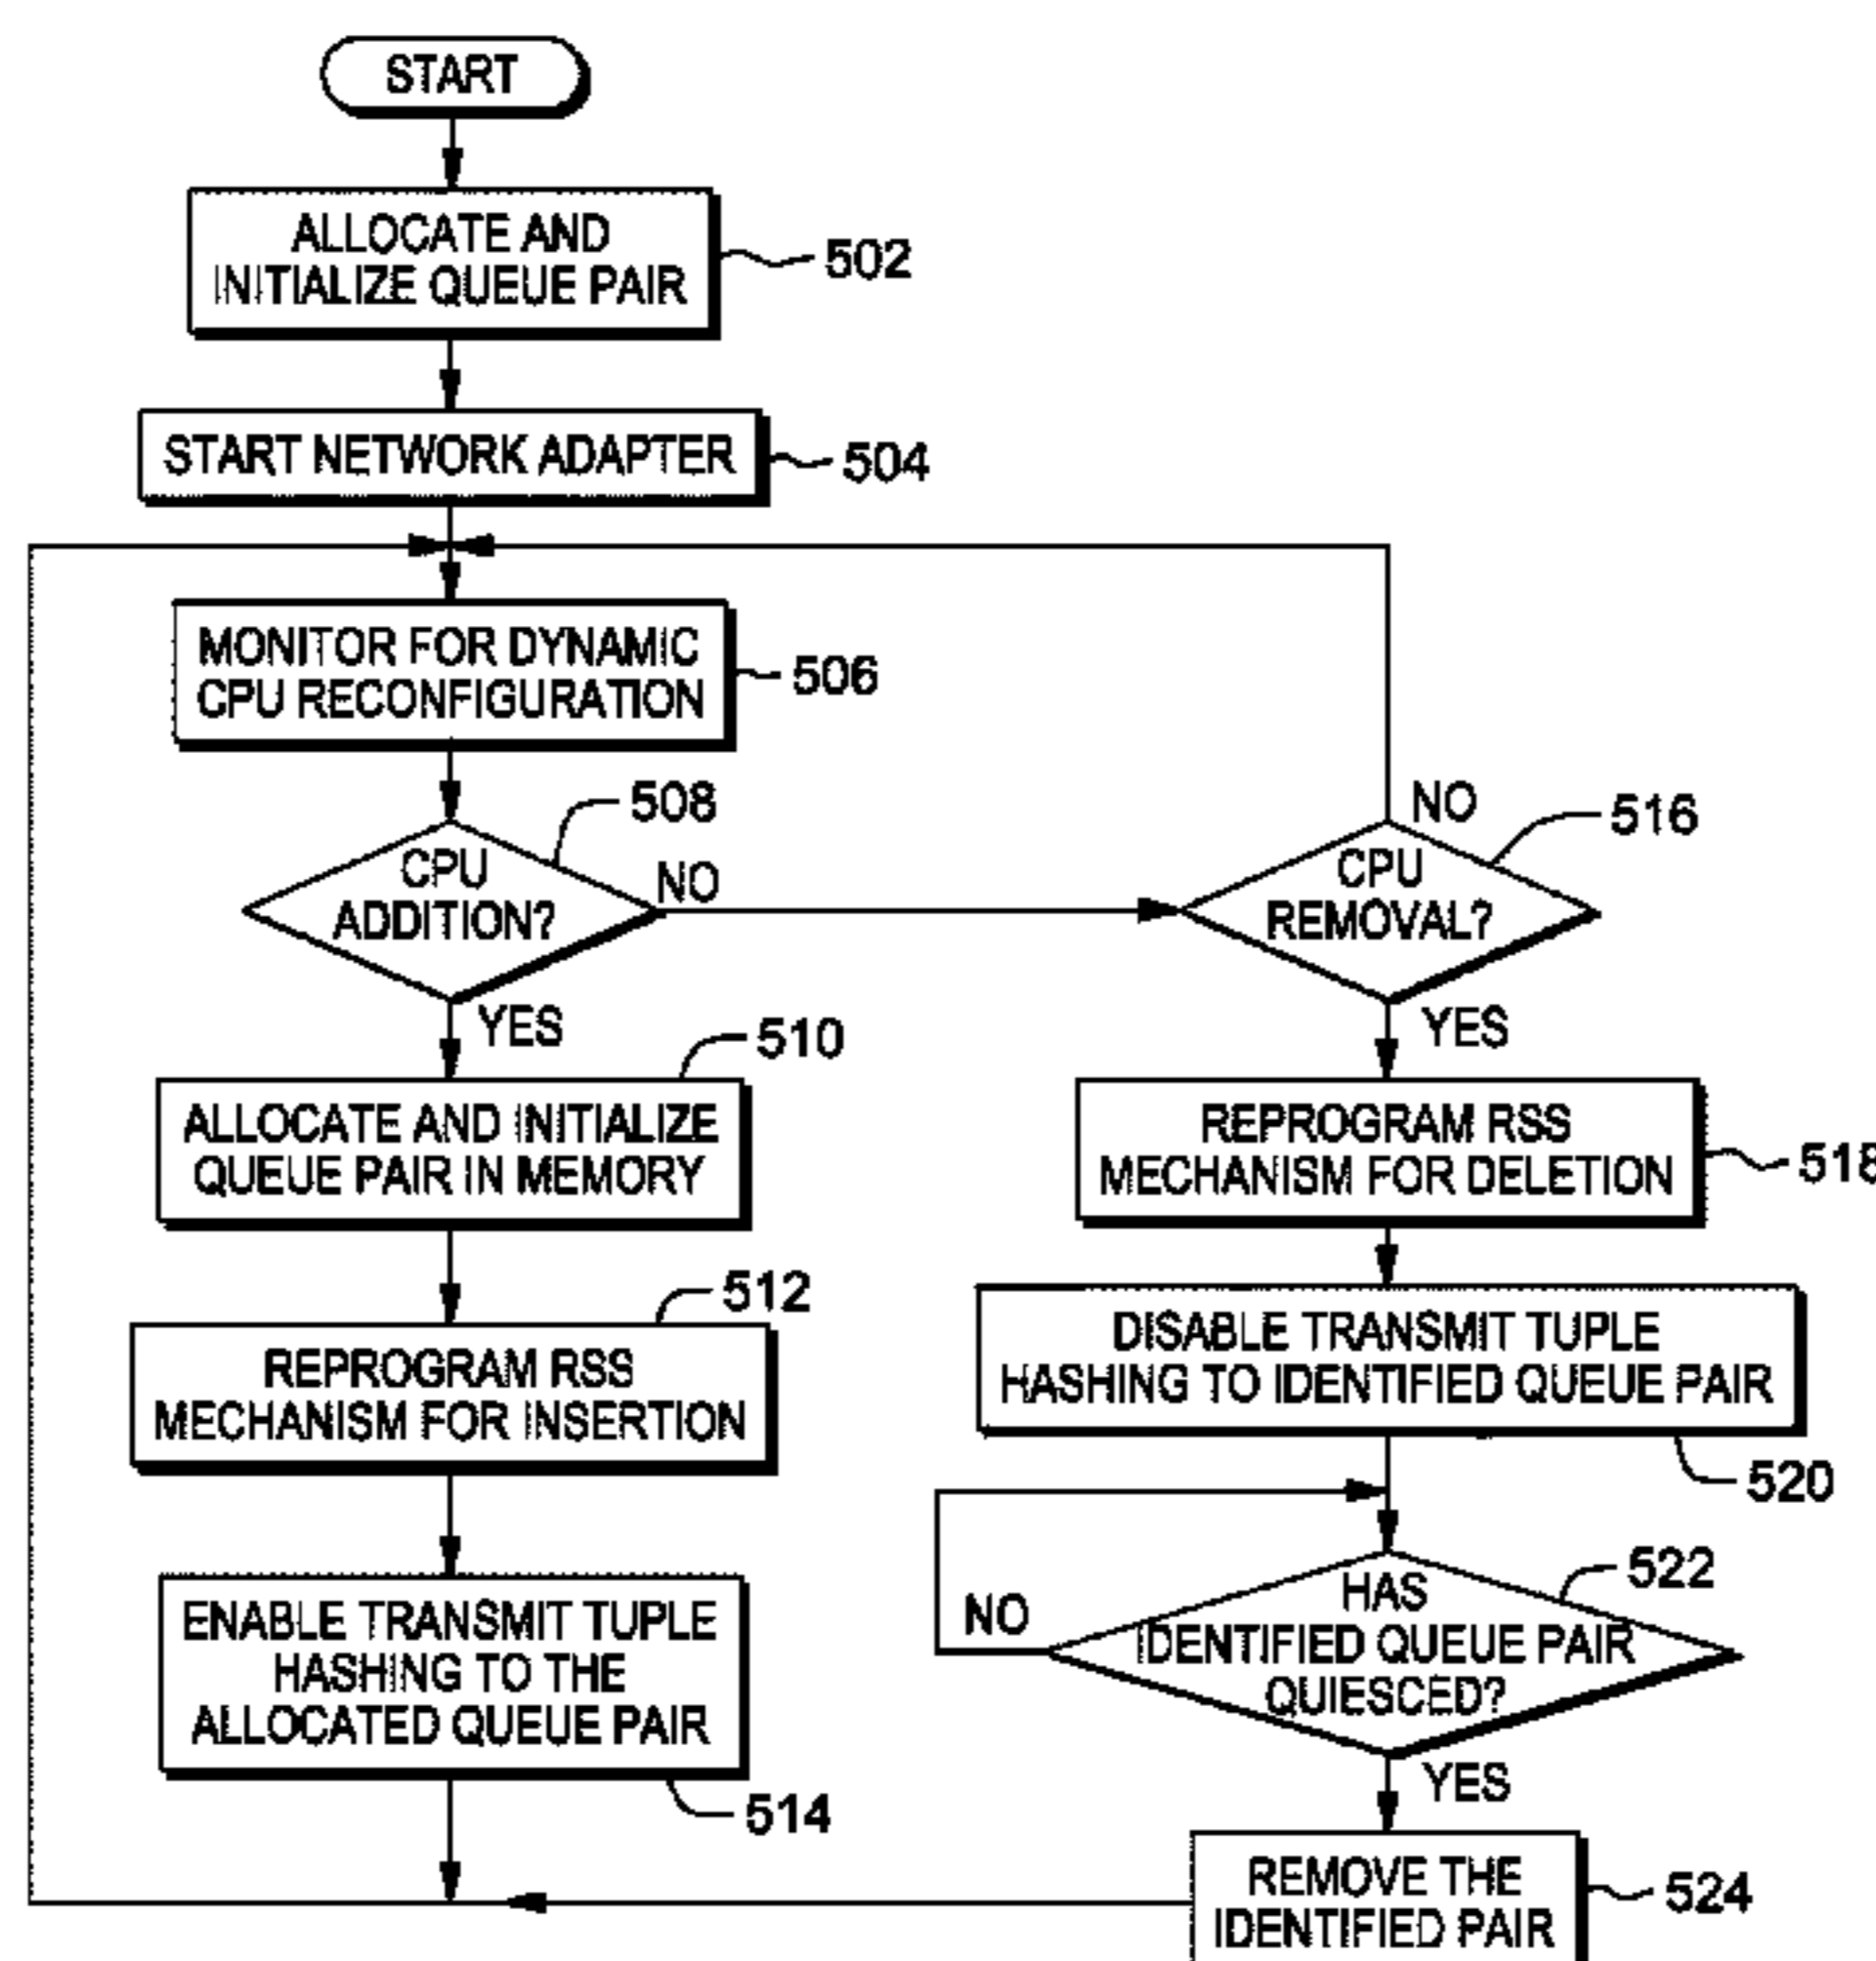 START
ALLOCATE AND
INITIALIZE QUEUE PAIR
502
START NETWORK ADAPTER
504
MONITOR FOR DYNAMIC
CPU RECONFIGURATION
506
508
CPU
ADDITION?
NO
YES
510
ALLOCATE AND INITIALIZE
QUEUE PAIR IN MEMORY
512
REPROGRAM RSS
MECHANISM FOR INSERTION
ENABLE TRANSMIT TUPLE
HASHING TO THE
ALLOCATED QUEUE PAIR
514
NO
516
CPU
REMOVAL?
YES
REPROGRAM RSS
MECHANISM FOR DELETION
518
DISABLE TRANSMIT TUPLE
HASHING TO IDENTIFIED QUEUE PAIR
520
522
HAS
IDENTIFIED QUEUE PAIR
QUIESCED?
NO
YES
REMOVE THE
IDENTIFIED PAIR
524